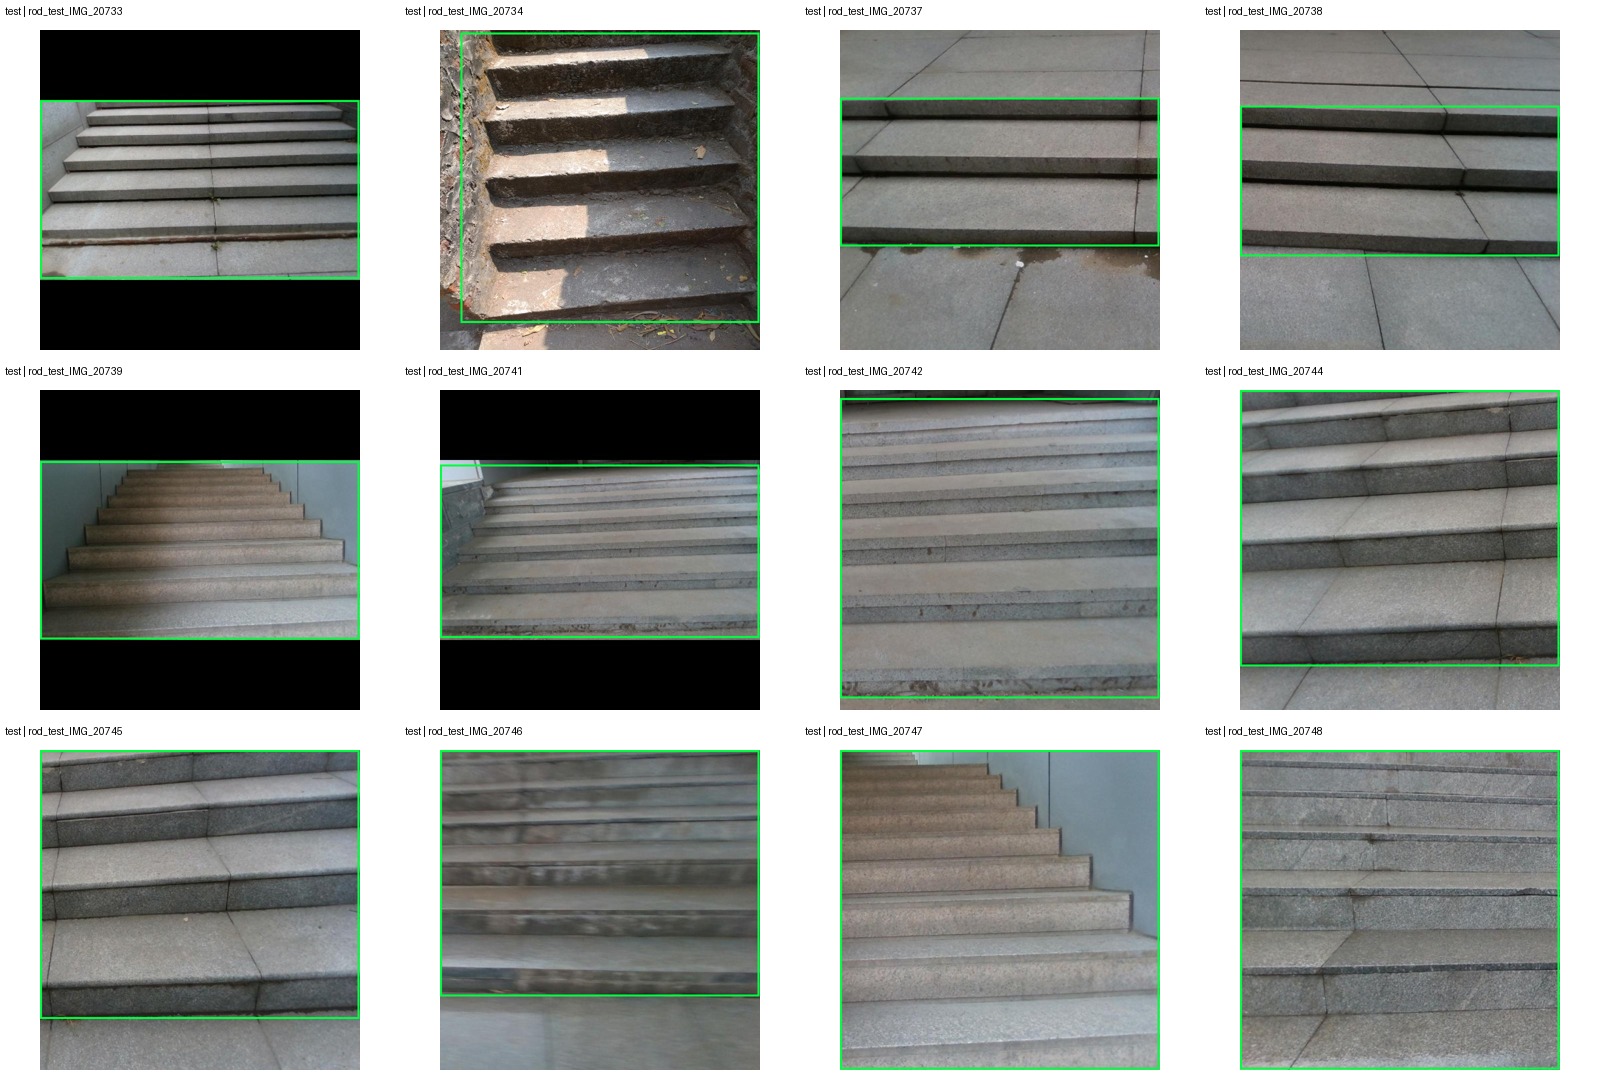 test | rod_test_IMG_20733
test | rod_test_IMG_20734
test | rod_test_IMG_20737
test | rod_test_IMG_20738
test | rod_test_IMG_20739
test | rod_test_IMG_20741
test | rod_test_IMG_20742
test | rod_test_IMG_20744
test | rod_test_IMG_20745
test | rod_test_IMG_20746
test | rod_test_IMG_20747
test | rod_test_IMG_20748